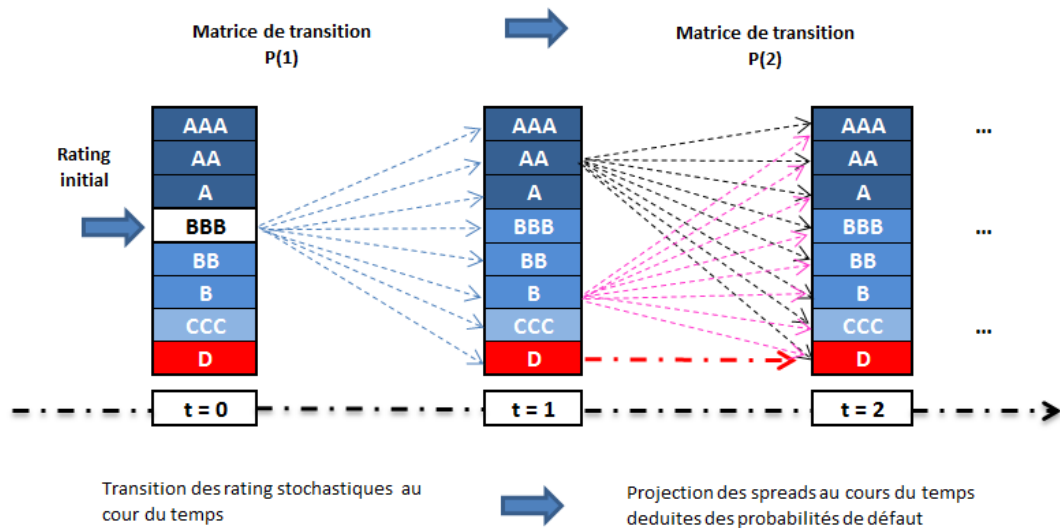 Matrice de transition
P(1)
Matrice de transition
P(2)
Rating
initial
AAA
AA
A
BBB
BB
B
CCC
D
AAA
AA
A
BBB
BB
B
CCC
D
AAA
AA
A
BBB
BB
B
CCC
D
...
...
...
t = 0
t = 1
t = 2
Transition des rating stochastiques au
cour du temps
Projection des spreads au cours du temps
deduites des probabilités de défaut